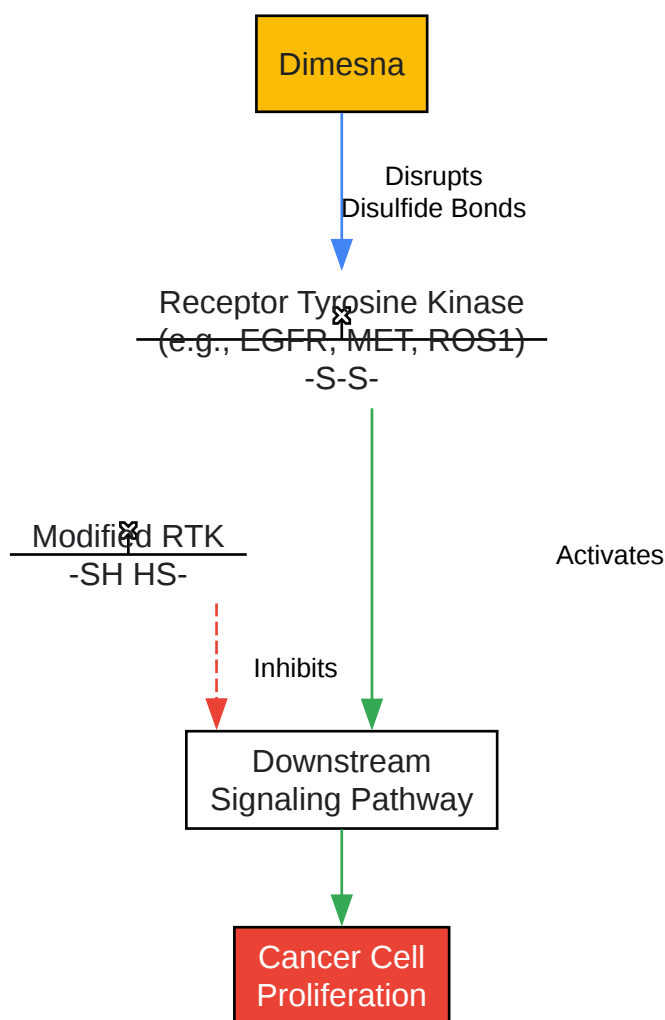 Dimesna
Disrupts
Disulfide Bonds
Receptor Tyrosine Kinase
(e.g., EGFR, MET, ROS1)
-S-S-
Modified RTK
-SH HS-
Activates
Inhibits
Downstream
Signaling Pathway
Cancer Cell
Proliferation